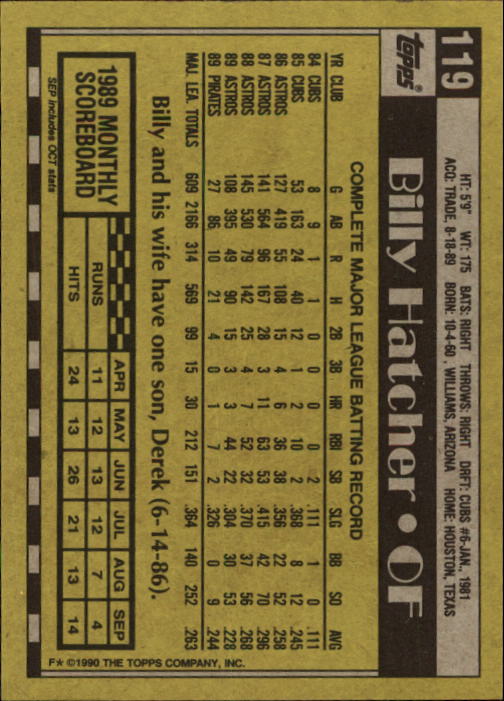 119
Topps®
Billy Hatcher • OF
HT: 5'9" WT: 175 BATS: RIGHT THROWS: RIGHT DRFT: CUBS #6-JAN., 1981
ACQ: TRADE, 8-18-89 BORN: 10-4-60, WILLIAMS, ARIZONA HOME: HOUSTON, TEXAS
COMPLETE MAJOR LEAGUE BATTING RECORD
YR CLUB G AB R H 2B 3B HR RBI SB SLG BB SO AVG
84 CUBS 8 9 1 1 0 0 0 0 2 .111 1 0 .111
85 CUBS 53 163 24 40 12 1 2 10 2 .368 8 12 .245
86 ASTROS 127 419 55 108 15 4 6 36 38 .356 22 52 .258
87 ASTROS 141 564 96 167 28 3 11 63 53 .415 42 70 .296
88 ASTROS 145 530 79 142 25 4 7 52 32 .370 37 56 .268
89 ASTROS 108 395 49 90 15 3 3 44 22 .304 30 53 .228
89 PIRATES 27 86 10 21 4 0 1 7 2 .326 0 9 .244
MAJ. LEA. TOTALS 609 2166 314 569 99 15 30 212 151 .364 140 252 .263
Billy and his wife have one son, Derek (6-14-86).
1989 MONTHLY
SCOREBOARD
APR MAY JUN JUL AUG SEP
RUNS 11 12 13 12 7 4
HITS 24 13 26 21 13 14
SEP includes OCT stats
F★ ©1990 THE TOPPS COMPANY, INC.